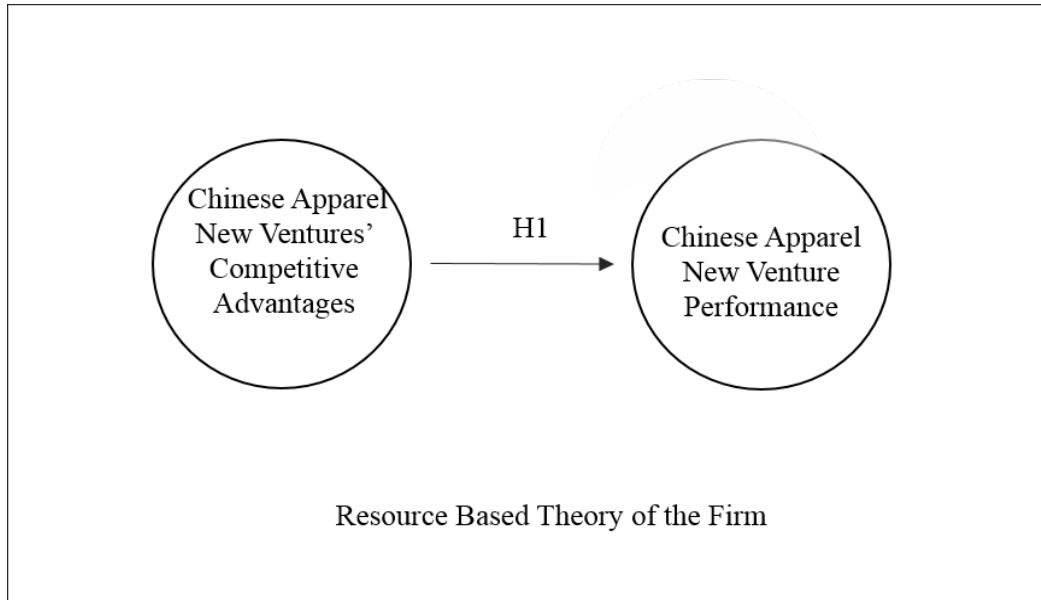 Chinese Apparel
New Ventures’
Competitive
Advantages
H1
Chinese Apparel
New Venture
Performance
Resource Based Theory of the Firm